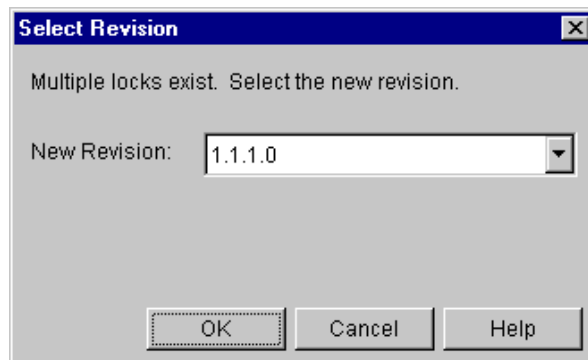 Select Revision
Multiple locks exist. Select the new revision.
New Revision: 1.1.1.0
OK Cancel Help